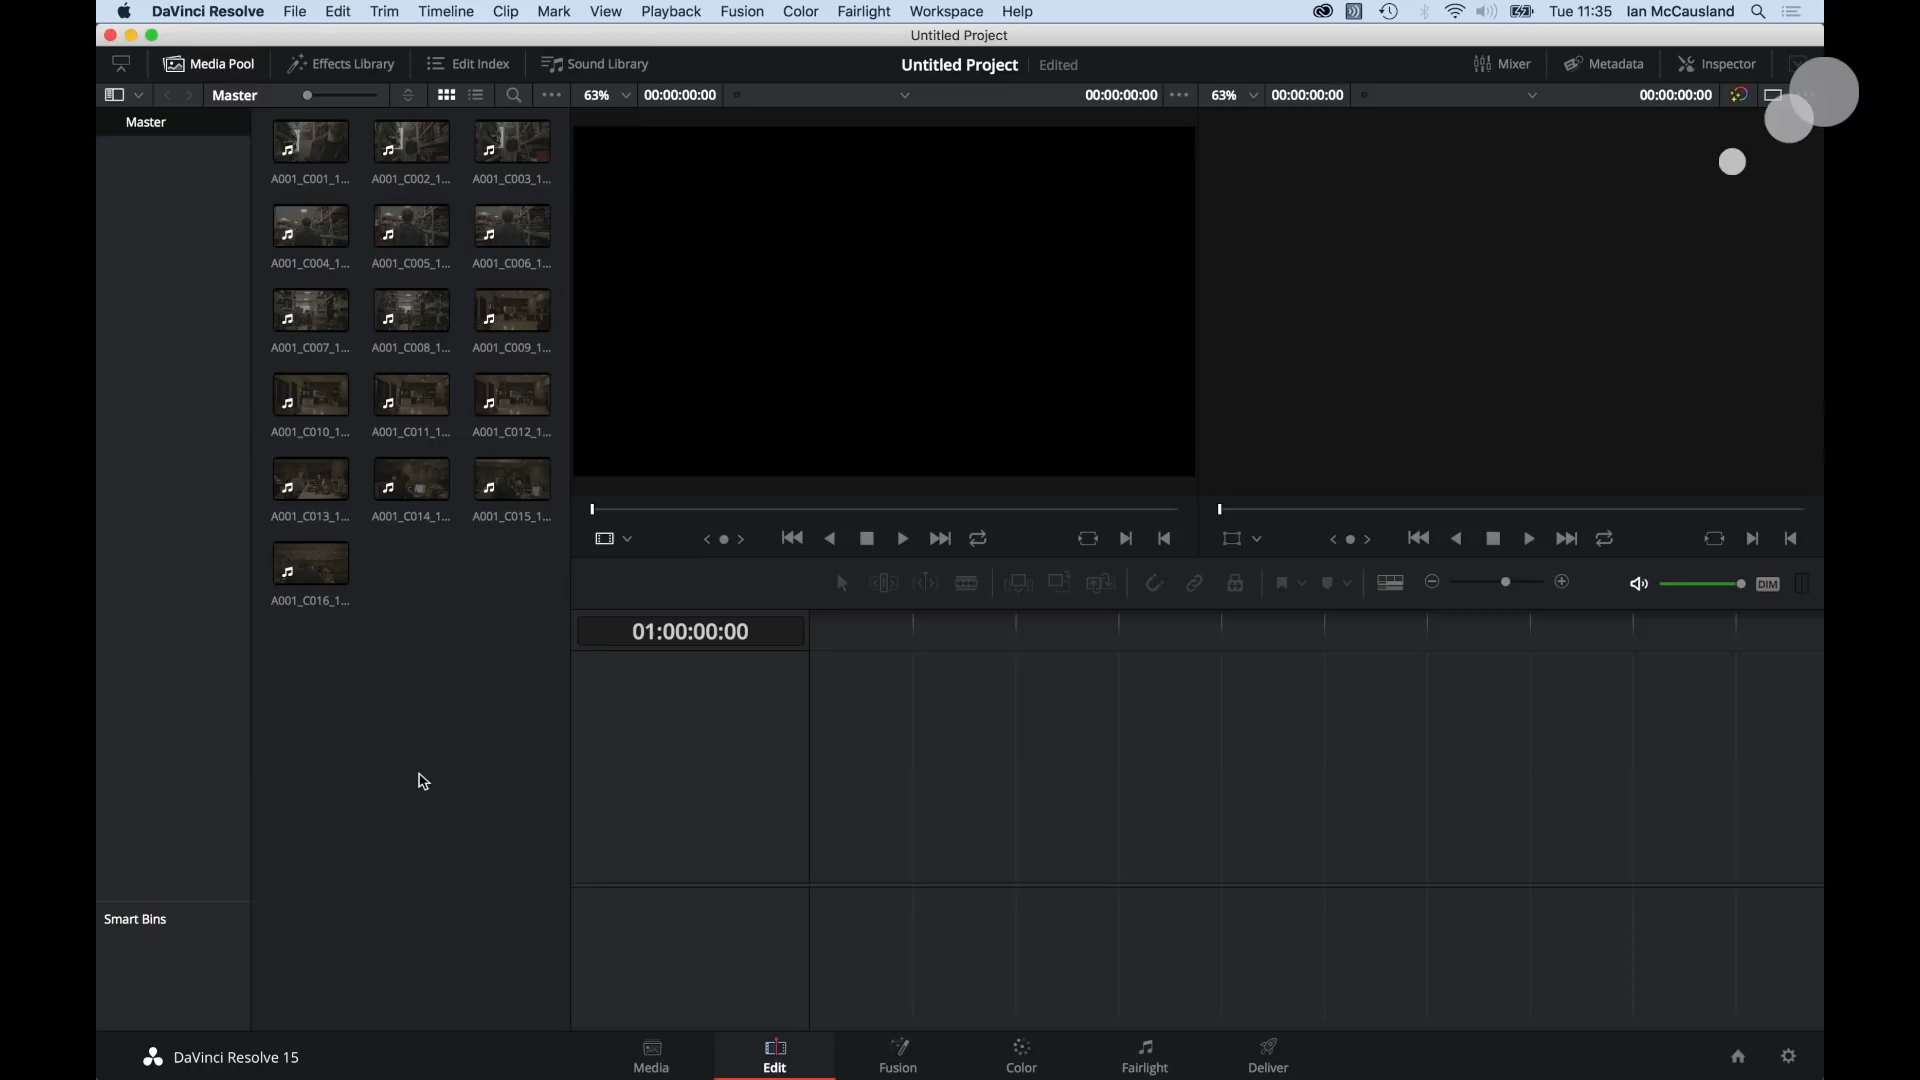 DaVinci Resolve File Edit Trim Timeline Clip Mark View Playback Fusion Color Fairlight Workspace Help Tue 11:35 Ian McCausland
Untitled Project
Media Pool Effects Library Edit Index Sound Library Untitled Project Edited Mixer Metadata Inspector
Master 63% 00:00:00:00 00:00:00:00 63% 00:00:00:00 00:00:00:00
Master
A001_C001_1... A001_C002_1... A001_C003_1...
A001_C004_1... A001_C005_1... A001_C006_1...
A001_C007_1... A001_C008_1... A001_C009_1...
A001_C010_1... A001_C011_1... A001_C012_1...
A001_C013_1... A001_C014_1... A001_C015_1...
A001_C016_1...
DIM
01:00:00:00
Smart Bins
DaVinci Resolve 15
Media Edit Fusion Color Fairlight Deliver